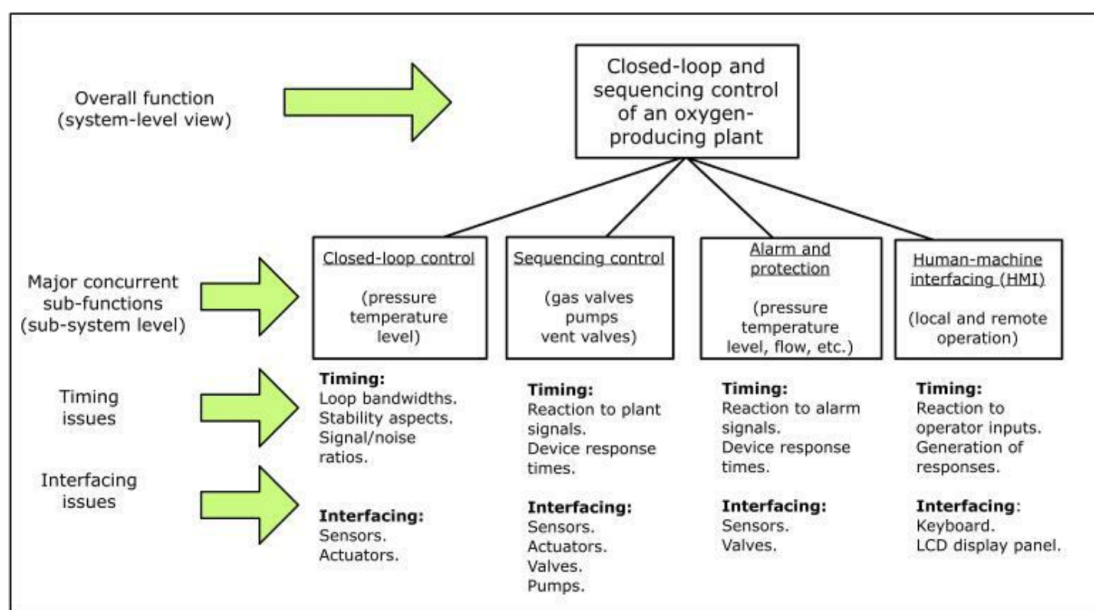 Overall function
(system-level view)
Closed-loop and
sequencing control
of an oxygen-
producing plant
Major concurrent
sub-functions
(sub-system level)
Closed-loop control
(pressure
temperature
level)
Sequencing control
(gas valves
pumps
vent valves)
Alarm and
protection
(pressure
temperature
level, flow, etc.)
Human-machine
interfacing (HMI)
(local and remote
operation)
Timing
issues
Timing:
Loop bandwidths.
Stability aspects.
Signal/noise
ratios.
Timing:
Reaction to plant
signals.
Device response
times.
Timing:
Reaction to alarm
signals.
Device response
times.
Timing:
Reaction to
operator inputs.
Generation of
responses.
Interfacing
issues
Interfacing:
Sensors.
Actuators.
Interfacing:
Sensors.
Actuators.
Valves.
Pumps.
Interfacing:
Sensors.
Valves.
Interfacing:
Keyboard.
LCD display panel.